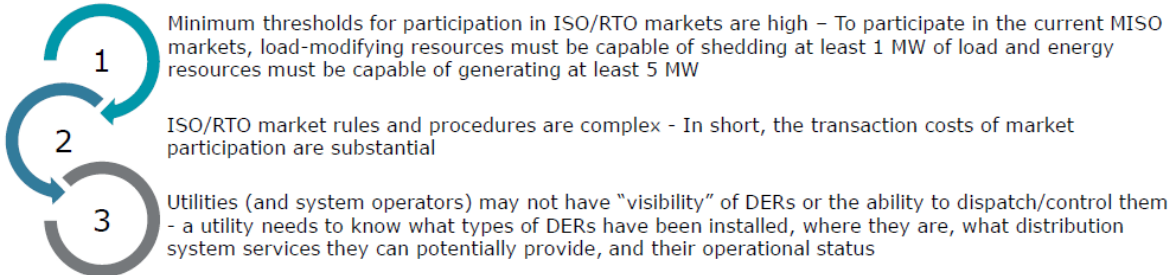 1
Minimum thresholds for participation in ISO/RTO markets are high – To participate in the current MISO
markets, load-modifying resources must be capable of shedding at least 1 MW of load and energy
resources must be capable of generating at least 5 MW
2
ISO/RTO market rules and procedures are complex - In short, the transaction costs of market
participation are substantial
3
Utilities (and system operators) may not have “visibility” of DERs or the ability to dispatch/control them
- a utility needs to know what types of DERs have been installed, where they are, what distribution
system services they can potentially provide, and their operational status